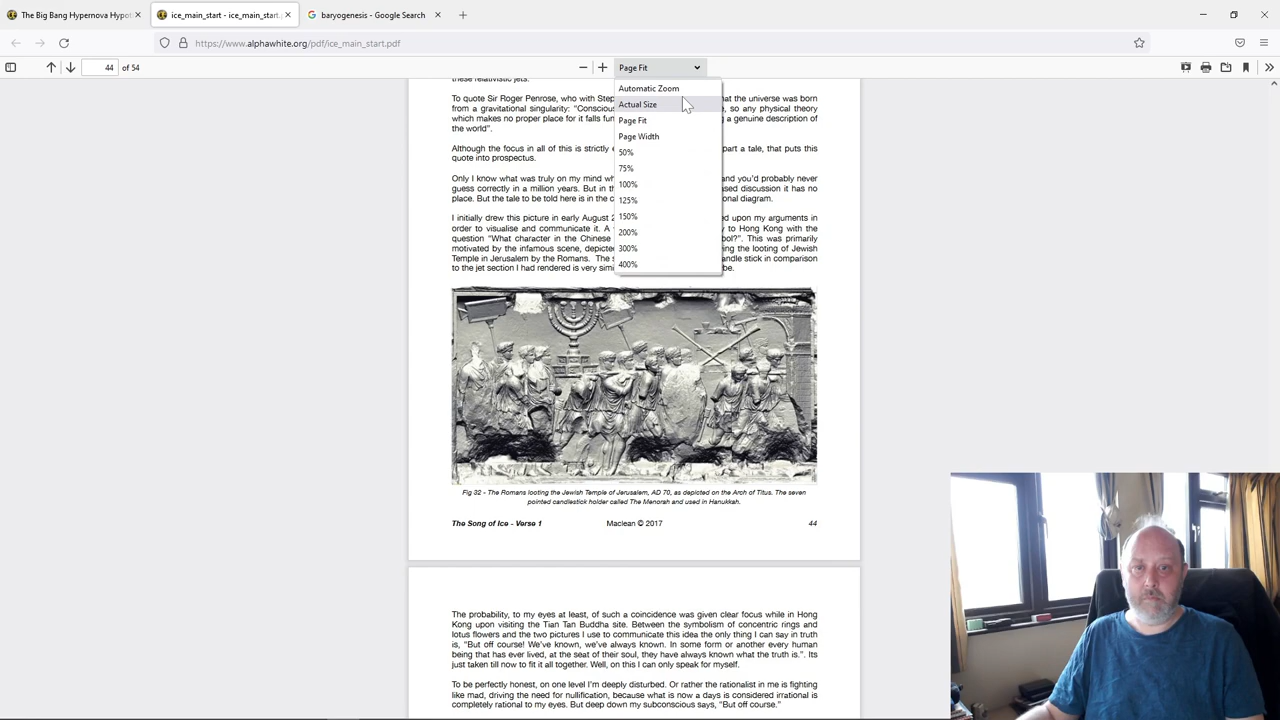 The Big Bang Hypernova Hypot
ice_main_start - ice_main_start.
baryogenesis - Google Search
https://www.alphawhite.org/pdf/ice_main_start.pdf
44 of 54
Page Fit
Automatic Zoom
Actual Size
Page Fit
Page Width
50%
75%
100%
125%
150%
200%
300%
400%
these relativistic jets.
To quote Sir Roger Penrose, who with Step hat the universe was born
from a gravitational singularity: “Conscious , so any physical theory
which makes no proper place for it falls fun g a genuine description of
the world”.
Although the focus in all of this is strictly part a tale, that puts this
quote into prospectus.
Only I know what was truly on my mind wh and you'd probably never
guess correctly in a million years. But in th ased discussion it has no
place. But the tale to be told here is in the c onal diagram.
I initially drew this picture in early August 2 ed upon my arguments in
order to visualise and communicate it. A y to Hong Kong with the
question “What character in the Chinese bol?”. This was primarily
motivated by the infamous scene, depicte ing the looting of Jewish
Temple in Jerusalem by the Romans. The s andle stick in comparison
to the jet section I had rendered is very simi be.
Fig 32 - The Romans looting the Jewish Temple of Jerusalem, AD 70, as depicted on the Arch of Titus. The seven
pointed candlestick holder called The Menorah and used in Hanukkah.
The Song of Ice - Verse 1 Maclean © 2017 44
The probability, to my eyes at least, of such a coincidence was given clear focus while in Hong
Kong upon visiting the Tian Tan Buddha site. Between the symbolism of concentric rings and
lotus flowers and the two pictures I use to communicate this idea the only thing I can say in truth
is, “But off course! We've known, we've always known. In some form or another every human
being that has ever lived, at the seat of their soul, they have always known what the truth is.”. Its
just taken till now to fit it all together. Well, on this I can only speak for myself.
To be perfectly honest, on one level I'm deeply disturbed. Or rather the rationalist in me is fighting
like mad, driving the need for nullification, because what is now a days is considered irrational is
completely rational to my eyes. But deep down my subconscious says, “But off course.”